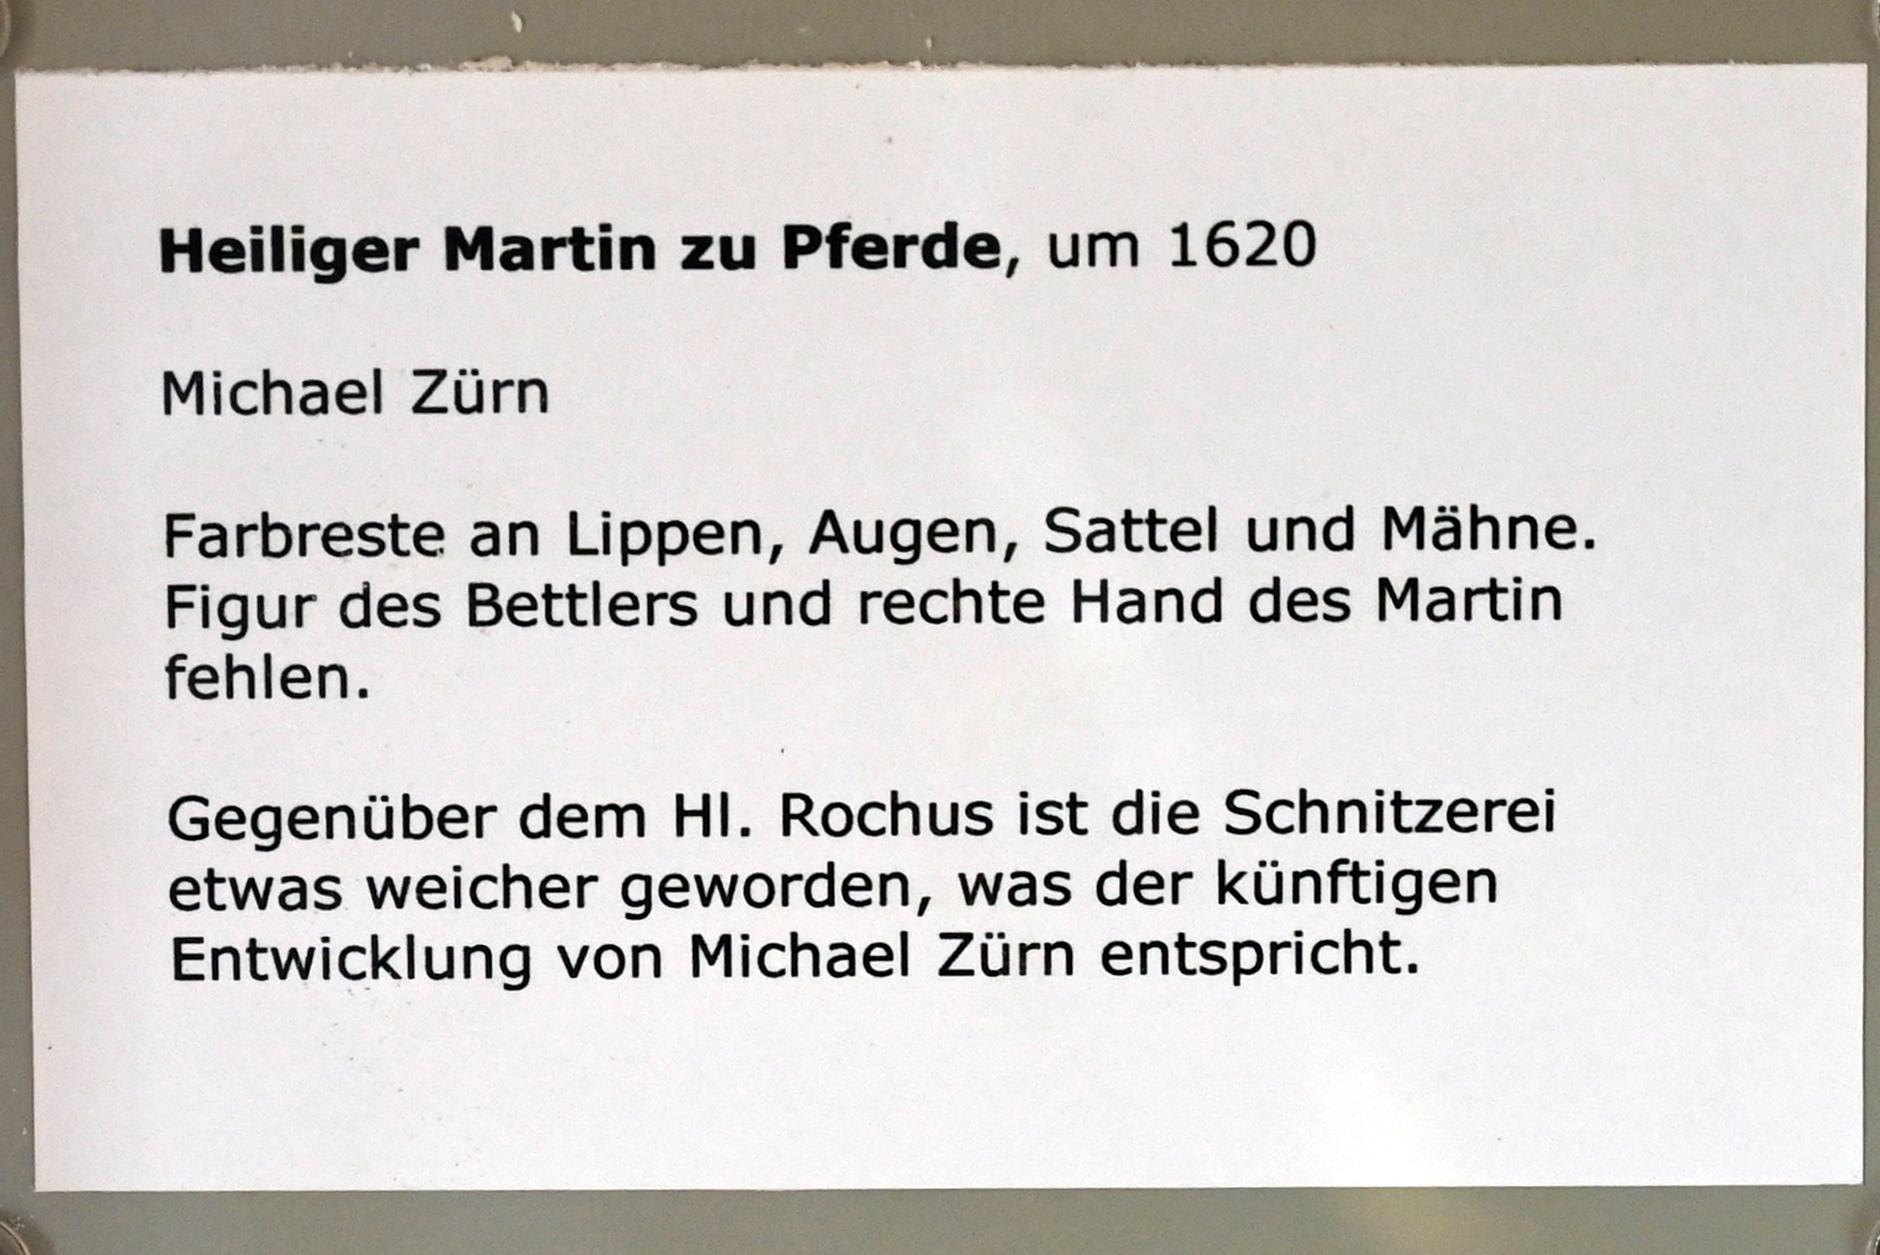 Heiliger Martin zu Pferde, um 1620
Michael Zürn
Farbreste an Lippen, Augen, Sattel und Mähne.
Figur des Bettlers und rechte Hand des Martin
fehlen.
Gegenüber dem Hl. Rochus ist die Schnitzerei
etwas weicher geworden, was der künftigen
Entwicklung von Michael Zürn entspricht.